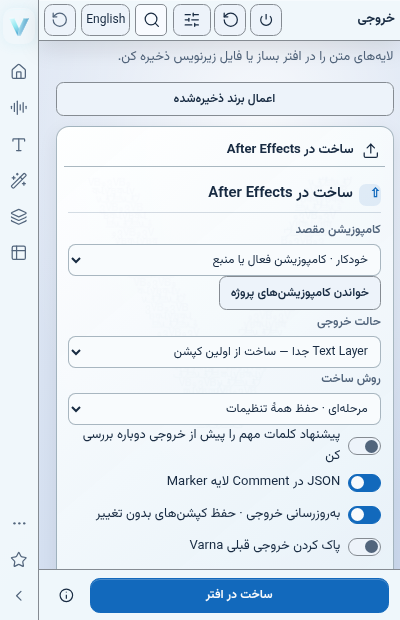 خروجی
English
لایه‌های متن را در افتر بساز یا فایل زیرنویس ذخیره کن.
اعمال برند ذخیره‌شده
ساخت در After Effects
ساخت در After Effects
کامپوزیشن مقصد
خودکار · کامپوزیشن فعال یا منبع
خواندن کامپوزیشن‌های پروژه
حالت خروجی
Text Layer جدا — ساخت از اولین کپشن
روش ساخت
مرحله‌ای · حفظ همهٔ تنظیمات
پیشنهاد کلمات مهم را پیش از خروجی دوباره بررسی
کن
JSON در Comment لایه Marker
به‌روزرسانی خروجی · حفظ کپشن‌های بدون تغییر
پاک کردن خروجی قبلی Varna
ساخت در افتر